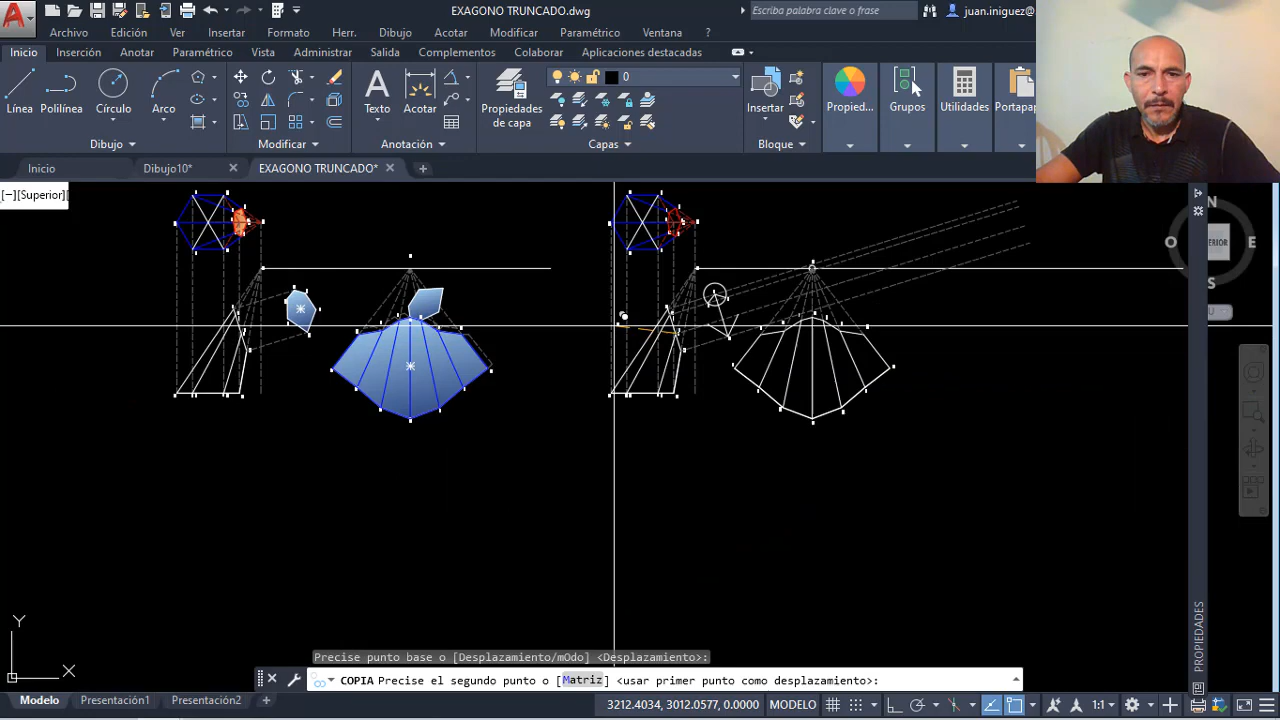 EXAGONO TRUNCADO.dwg
Escriba palabra clave o frase
juan.iniguez@
Archivo Edición Ver Insertar Formato Herr. Dibujo Acotar Modificar Paramétrico Ventana ?
Inicio Inserción Anotar Paramétrico Vista Administrar Salida Complementos Colaborar Aplicaciones destacadas
0
Línea Polilínea Círculo Arco Texto Acotar Propiedades de capa Insertar Propied... Grupos Utilidades Portapap
Dibujo Modificar Anotación Capas Bloque
Inicio Dibujo10* EXAGONO TRUNCADO* +
[−][Superior][
N
O ERIOR E
S
PROPIEDADES
Y
X
Precise punto base o [Desplazamiento/mOdo] <Desplazamiento>:
COPIA Precise el segundo punto o [Matriz] <usar primer punto como desplazamiento>:
Modelo Presentación1 Presentación2 + 3212.4034, 3012.0577, 0.0000 MODELO 1:1